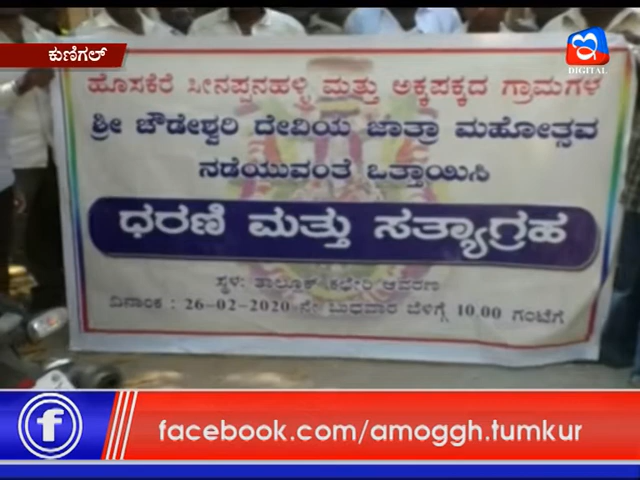 ಕುಣಿಗಲ್
DIGITAL
ಹೊಸಕೆರೆ ಸೀನಪ್ಪನಹಳ್ಳಿ ಮತ್ತು ಅಕ್ಕಪಕ್ಕದ ಗ್ರಾಮಗಳ
ಶ್ರೀ ಚೌಡೇಶ್ವರಿ ದೇವಿಯ ಜಾತ್ರಾ ಮಹೋತ್ಸವ
ನಡೆಯುವಂತೆ ಒತ್ತಾಯಿಸಿ
ಧರಣಿ ಮತ್ತು ಸತ್ಯಾಗ್ರಹ
ಸ್ಥಳ: ತಾಲ್ಲೂಕ್ ಕಛೇರಿ ಆವರಣ
ದಿನಾಂಕ : 26-02-2020 ನೇ ಬುಧವಾರ ಬೆಳಿಗ್ಗೆ 10.00 ಗಂಟೆಗೆ
facebook.com/amoggh.tumkur